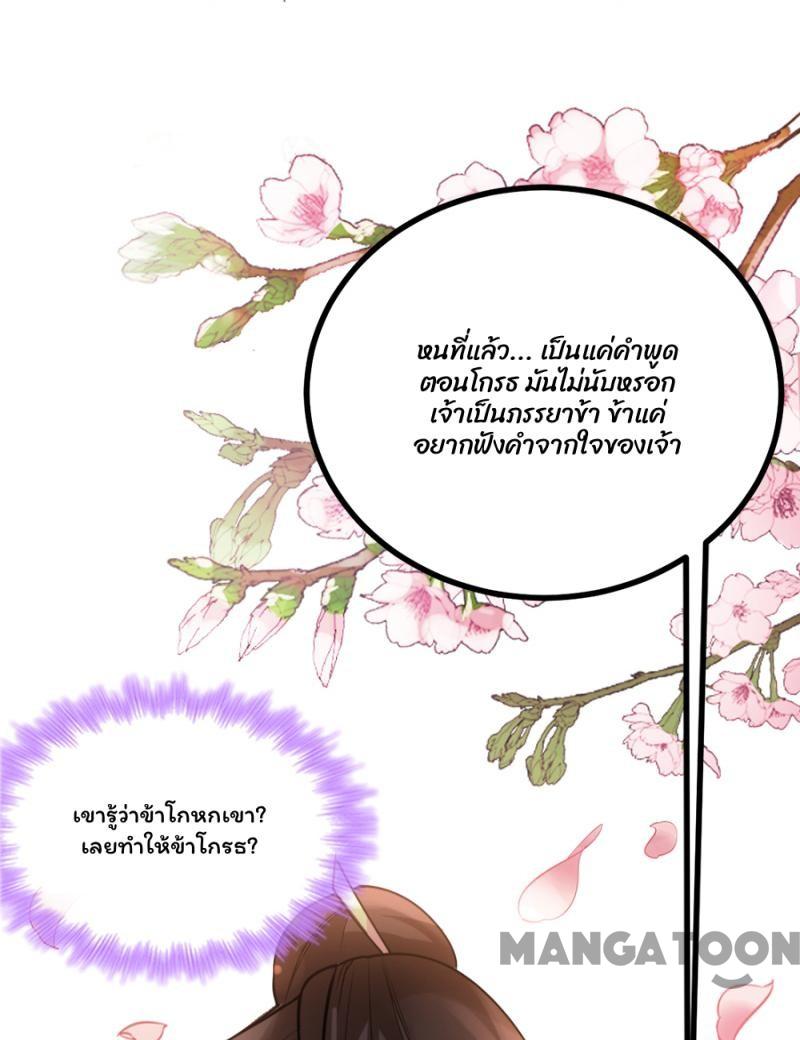 หนที่แล้ว... เป็นแค่คำพูด
ตอนโกรธ มันไม่นับหรอก
เจ้าเป็นภรรยาข้า ข้าแค่
อยากฟังคำจากใจของเจ้า
เขารู้ว่าข้าโกหกเขา?
เลยทำให้ข้าโกรธ?
MANGATOON